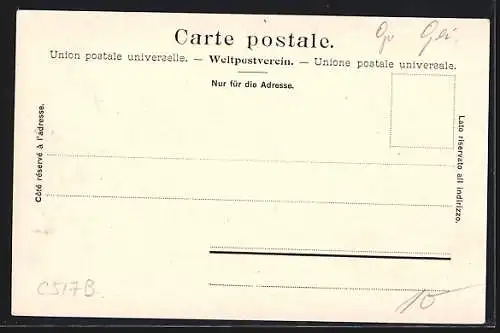 Carte postale.
Union postale universelle. — Weltpostverein. — Unione postale universale.
Nur für die Adresse.
Côté réservé à l'adresse.
Lato riservato all indirizzo.
C517B
10